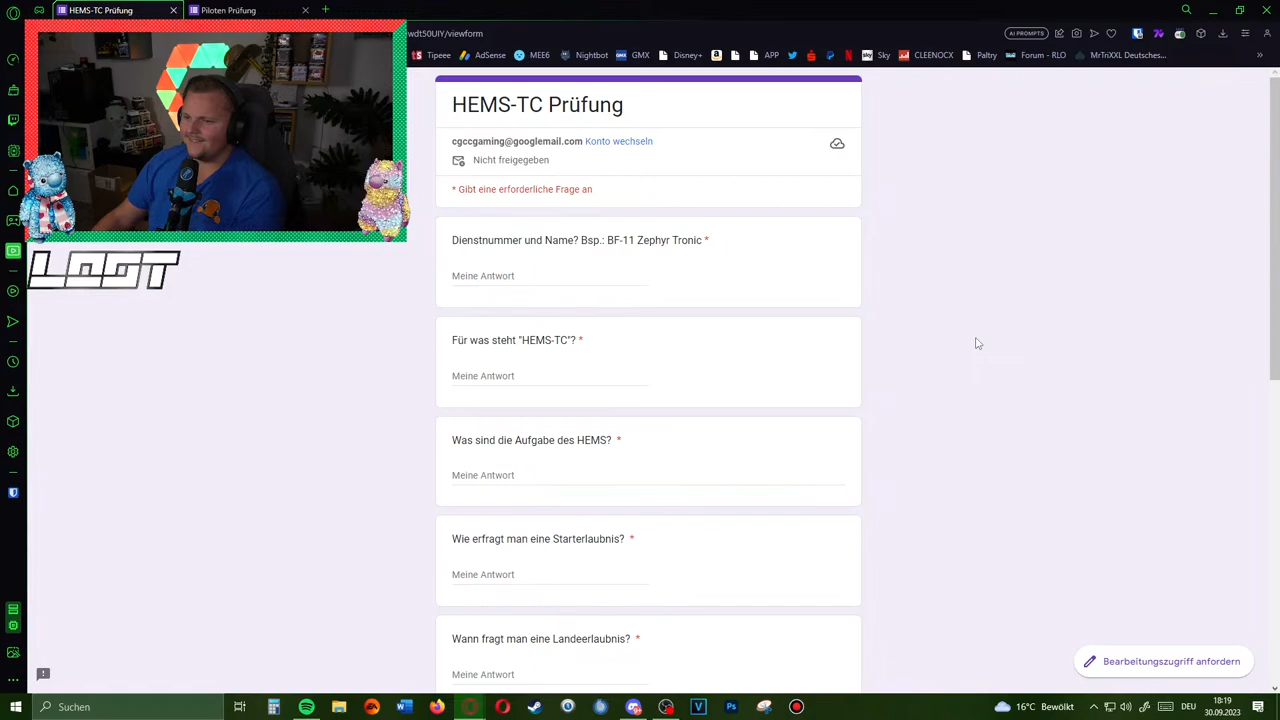 HEMS-TC Prüfung
Piloten Prüfung
wdt50UIY/viewform
AI PROMPTS
Tipeee
AdSense
MEE6
Nightbot
GMX
Disney+
APP
Sky
CLEENOCX
Paltry
Forum - RLO
MrTriXXL Deutsches...
HEMS-TC Prüfung
cgccgaming@googlemail.com Konto wechseln
Nicht freigegeben
* Gibt eine erforderliche Frage an
Dienstnummer und Name? Bsp.: BF-11 Zephyr Tronic *
Meine Antwort
LOOT
Für was steht "HEMS-TC"? *
Meine Antwort
Was sind die Aufgabe des HEMS? *
Meine Antwort
Wie erfragt man eine Starterlaubnis? *
Meine Antwort
Wann fragt man eine Landeerlaubnis? *
Meine Antwort
Bearbeitungszugriff anfordern
Suchen
16°C Bewölkt
DEU
18:19
30.09.2023